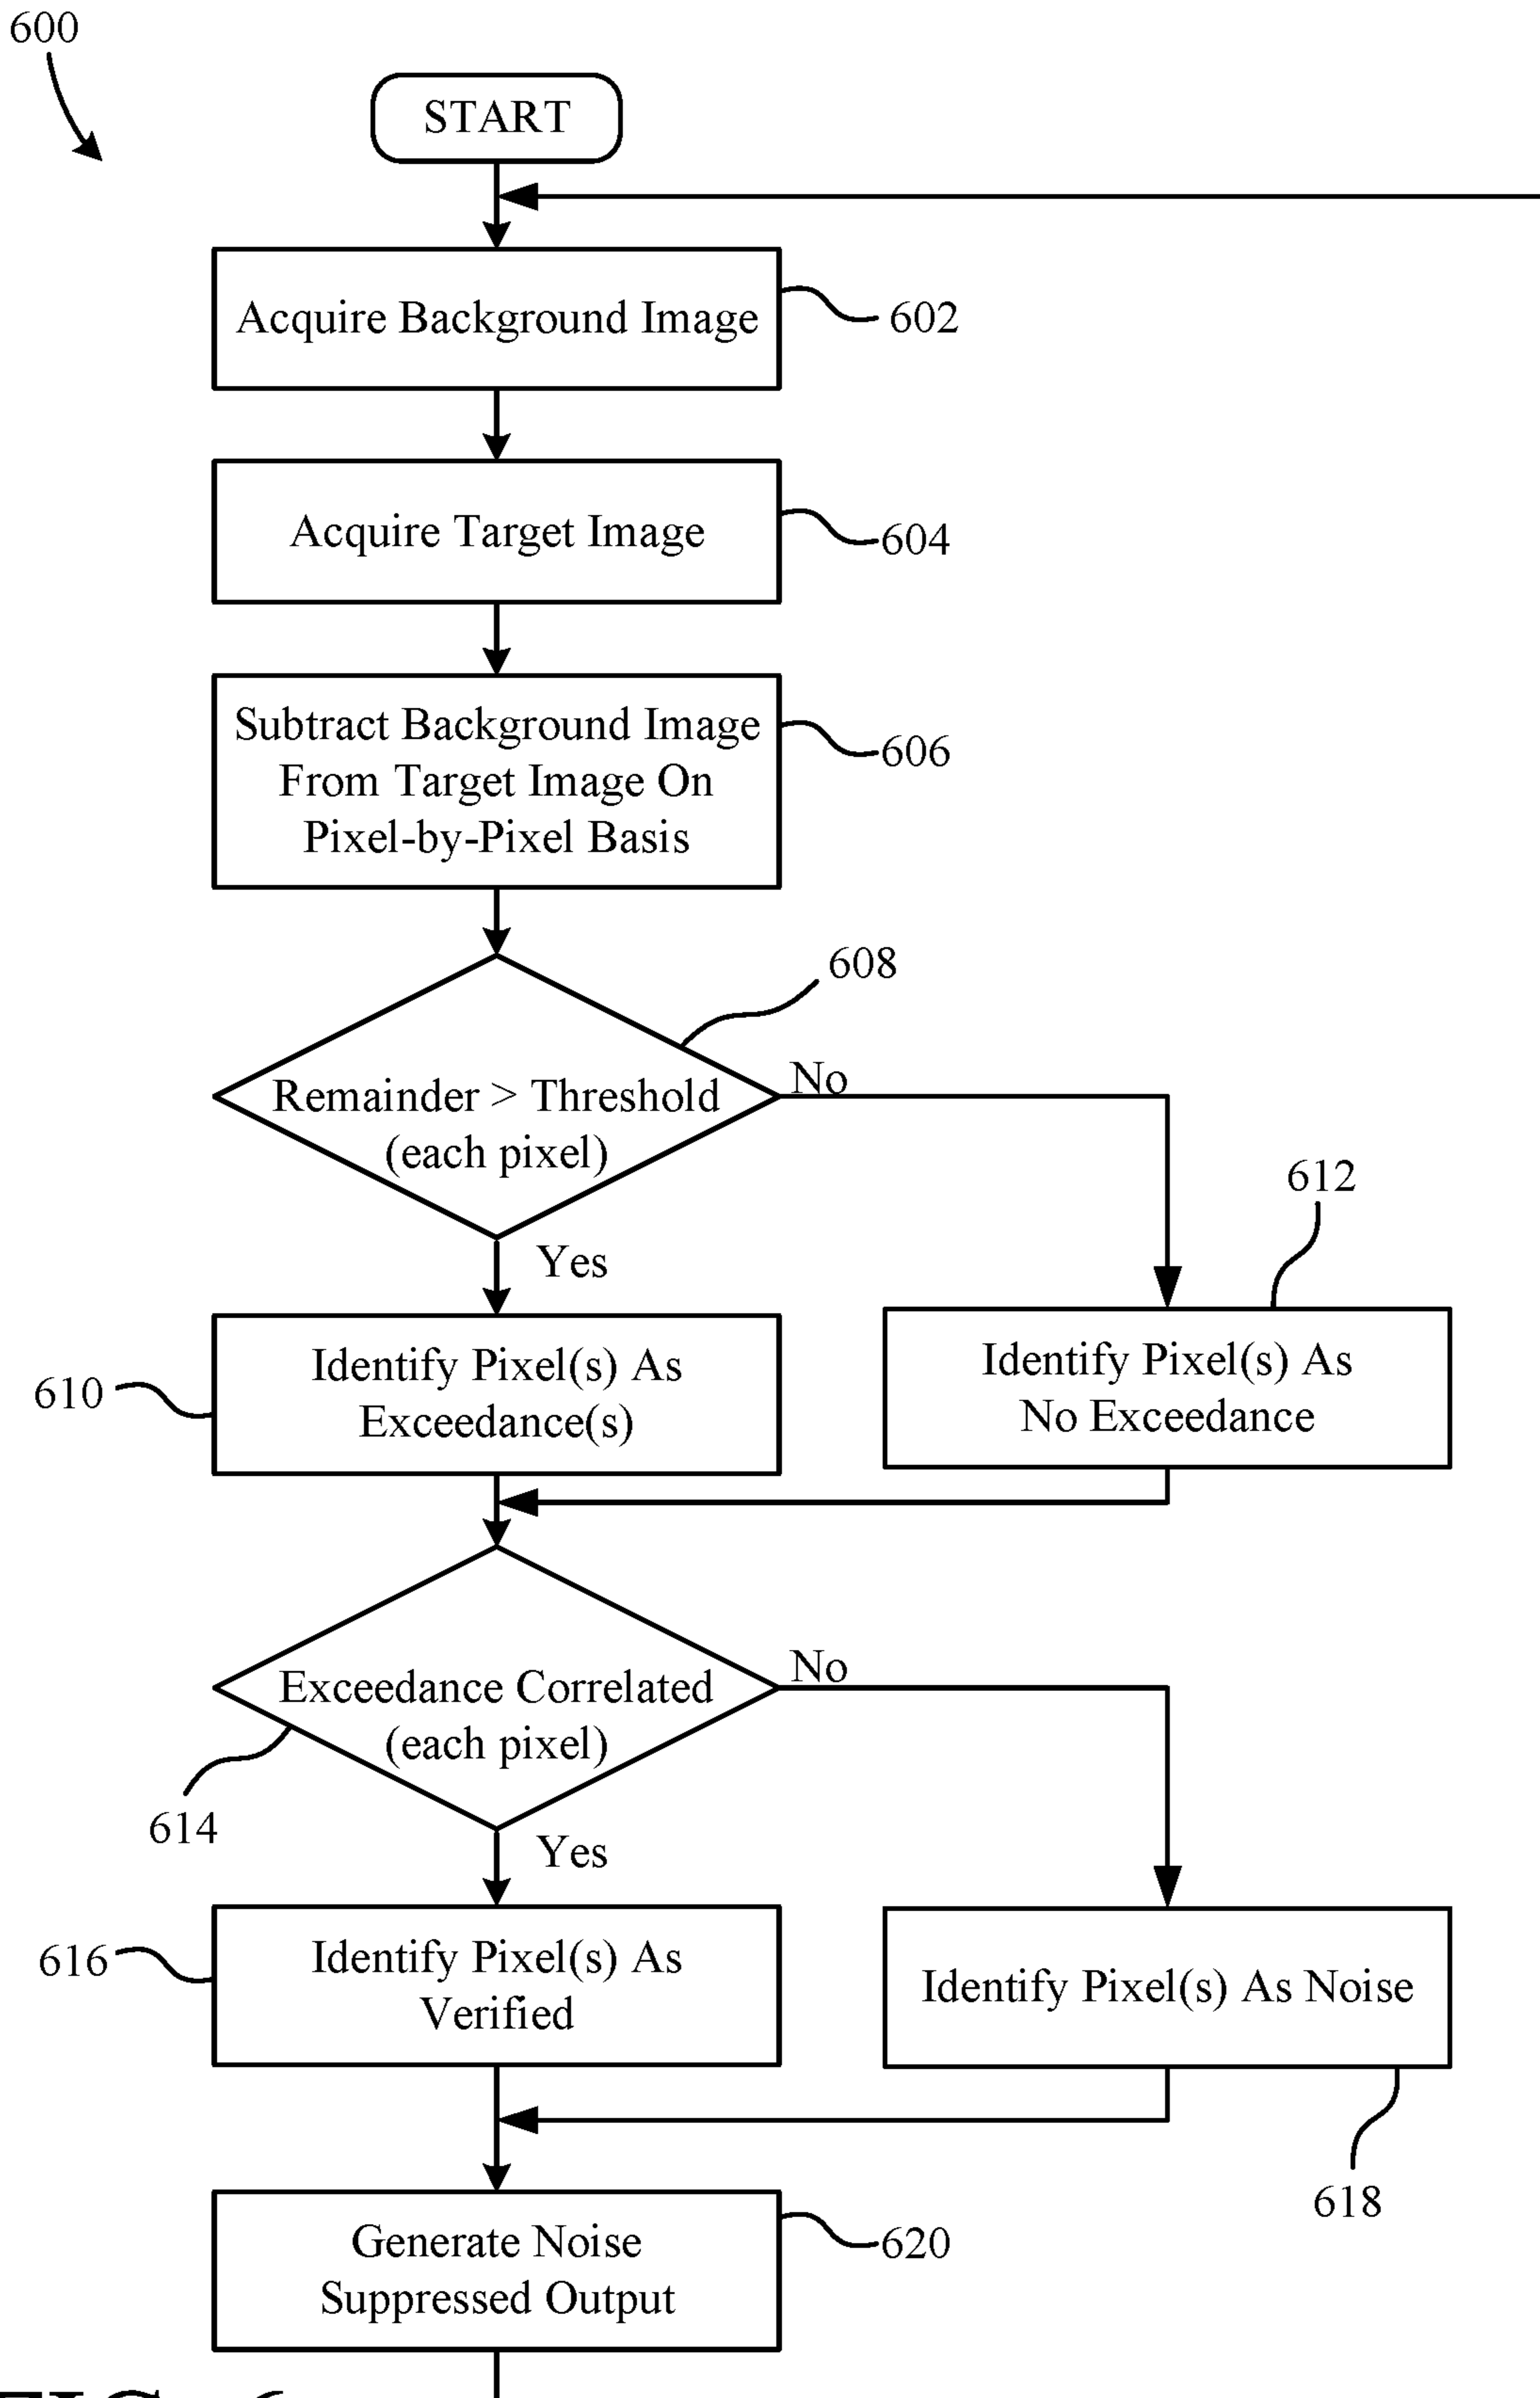 600
START
Acquire Background Image
602
Acquire Target Image
604
Subtract Background Image
From Target Image On
Pixel-by-Pixel Basis
606
608
Remainder > Threshold
(each pixel)
No
Yes
612
610
Identify Pixel(s) As
Exceedance(s)
Identify Pixel(s) As
No Exceedance
Exceedance Correlated
(each pixel)
No
614
Yes
616
Identify Pixel(s) As
Verified
Identify Pixel(s) As Noise
618
Generate Noise
Suppressed Output
620